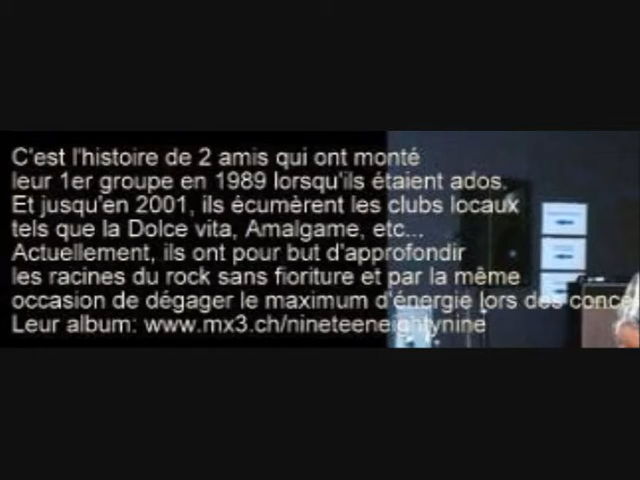 C'est l'histoire de 2 amis qui ont monté
leur 1er groupe en 1989 lorsqu'ils étaient ados.
Et jusqu'en 2001, ils écumèrent les clubs locaux
tels que la Dolce vita, Amalgame, etc...
Actuellement, ils ont pour but d'approfondir
les racines du rock sans fioriture et par la même
occasion de dégager le maximum d'énergie lors des
Leur album: www.mx3.ch/nineteeneightynine